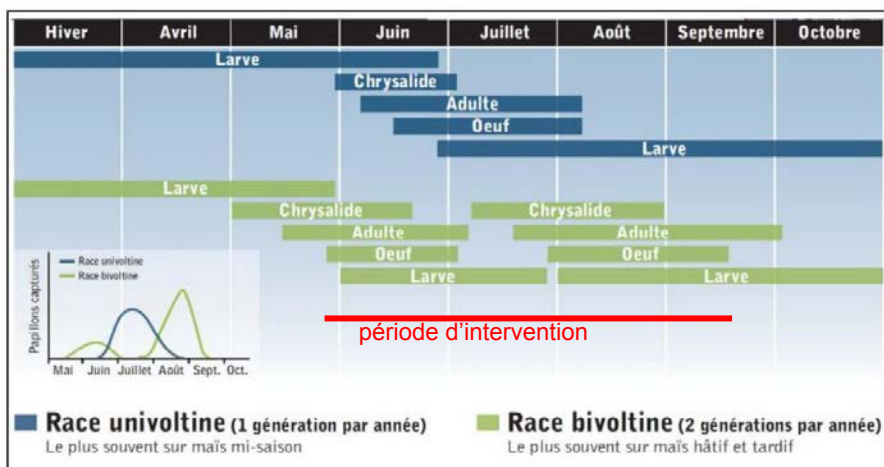 Hiver Avril Mai Juin Juillet Août Septembre Octobre
Larve
Chrysalide
Adulte
Oeuf
Larve
Larve
Chrysalide Chrysalide
Adulte Adulte
Oeuf Oeuf
Larve Larve
Papillons capturés
Race univoltine
Race bivoltine
Mai Juin Juillet Août Sept. Oct.
période d'intervention
Race univoltine (1 génération par année)
Le plus souvent sur maïs mi-saison
Race bivoltine (2 générations par année)
Le plus souvent sur maïs hâtif et tardif